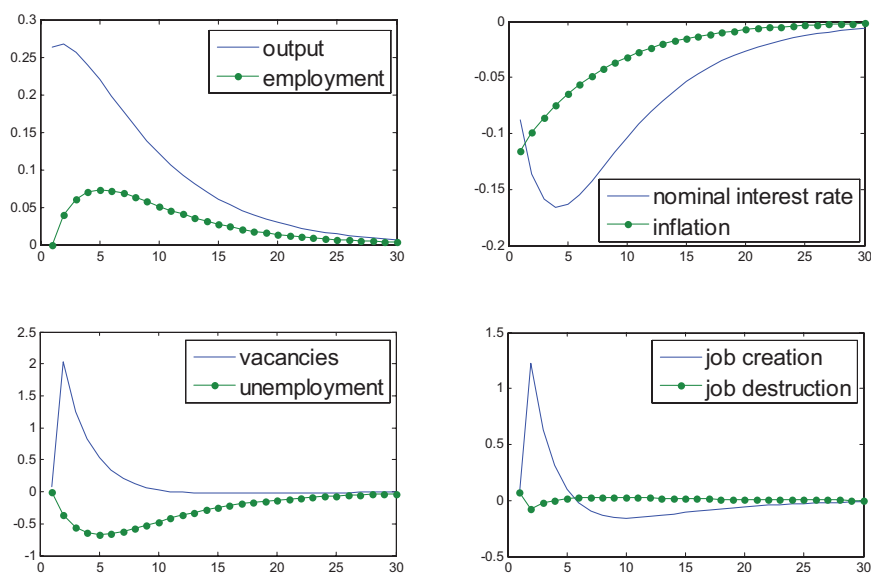 0.3
0.25
0.2
0.15
0.1
0.05
0
0 5 10 15 20 25 30
output
employment
0
-0.05
-0.1
-0.15
-0.2
0 5 10 15 20 25 30
nominal interest rate
inflation
2.5
2
1.5
1
0.5
0
-0.5
-1
0 5 10 15 20 25 30
vacancies
unemployment
1.5
1
0.5
0
-0.5
0 5 10 15 20 25 30
job creation
job destruction